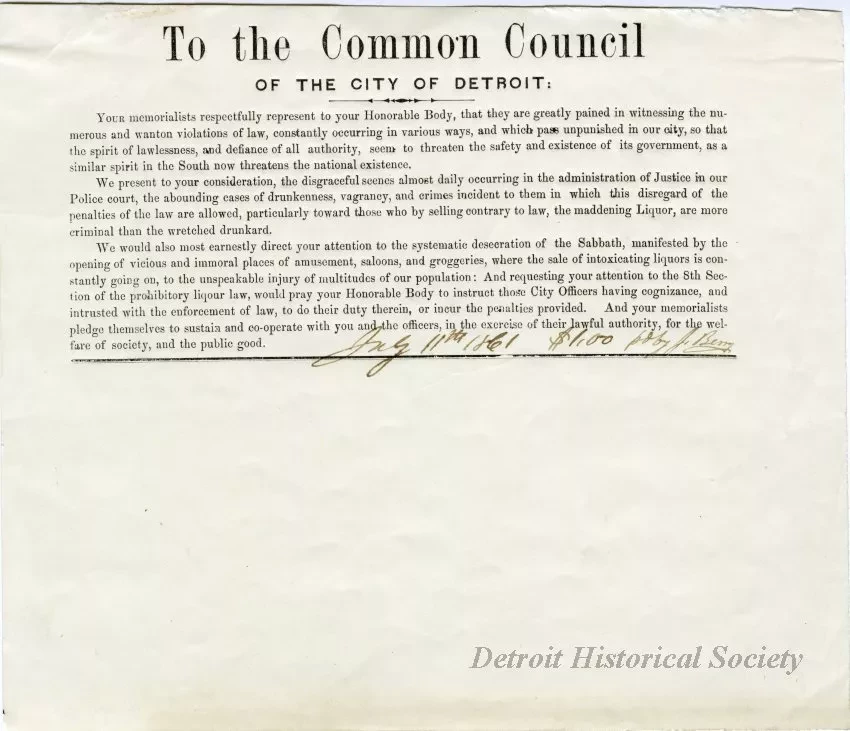 To the Common Council
OF THE CITY OF DETROIT:
YOUR memorialists respectfully represent to your Honorable Body, that they are greatly pained in witnessing the nu-
merous and wanton violations of law, constantly occurring in various ways, and which pass unpunished in our city, so that
the spirit of lawlessness, and defiance of all authority, seem to threaten the safety and existence of its government, as a
similar spirit in the South now threatens the national existence.
We present to your consideration, the disgraceful scenes almost daily occurring in the administration of Justice in our
Police court, the abounding cases of drunkenness, vagrancy, and crimes incident to them in which this disregard of the
penalties of the law are allowed, particularly toward those who by selling contrary to law, the maddening Liquor, are more
criminal than the wretched drunkard.
We would also most earnestly direct your attention to the systematic desecration of the Sabbath, manifested by the
opening of vicious and immoral places of amusement, saloons, and groggeries, where the sale of intoxicating liquors is con-
stantly going on, to the unspeakable injury of multitudes of our population: And requesting your attention to the 8th Sec-
tion of the prohibitory liqour law, would pray your Honorable Body to instruct those City Officers having cognizance, and
intrusted with the enforcement of law, to do their duty therein, or incur the penalties provided. And your memorialists
pledge themselves to sustain and co-operate with you and the officers, in the exercise of their lawful authority, for the wel-
fare of society, and the public good.
July 11th 1861 $1.00 by J. Berry
Detroit Historical Society